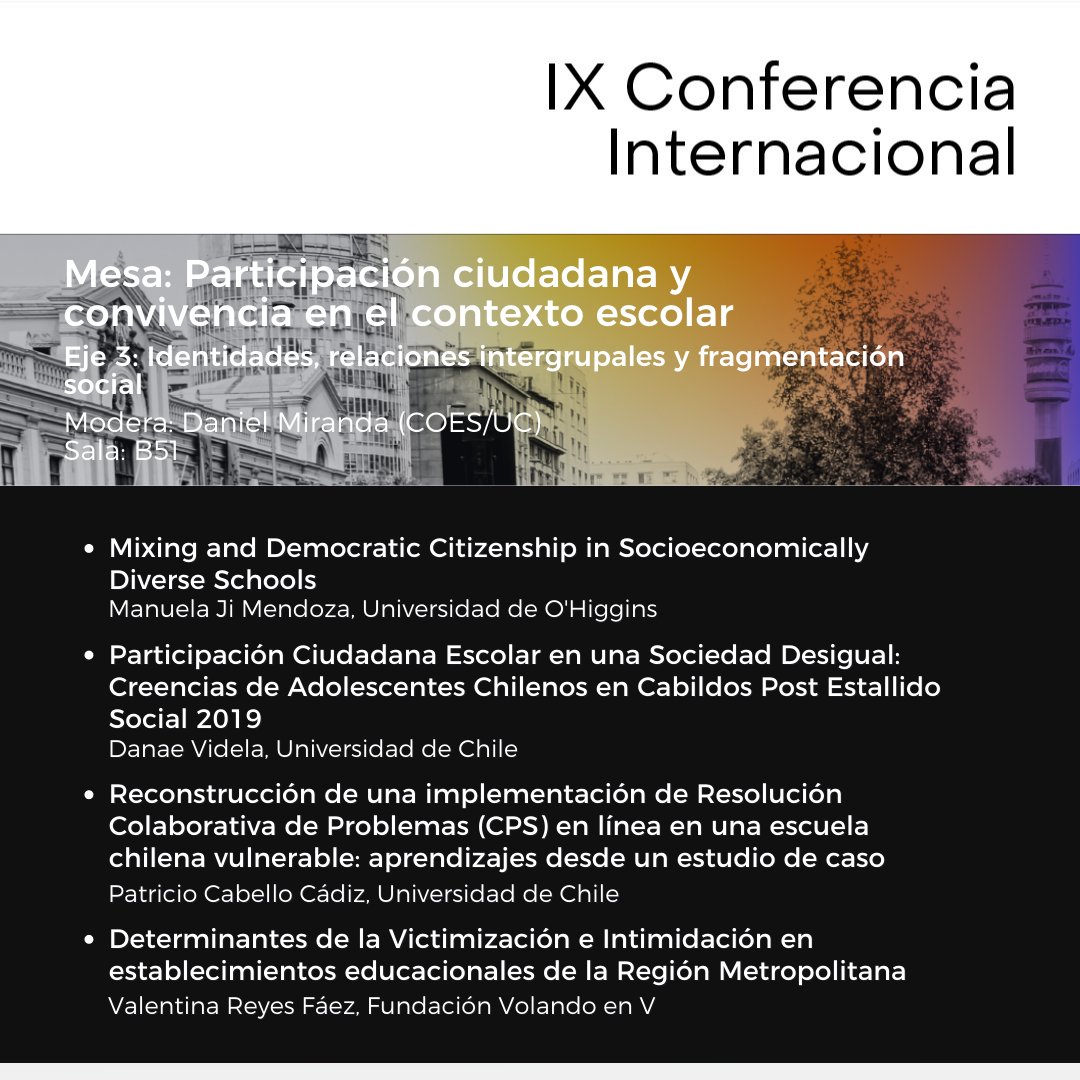 IX Conferencia
Internacional
Mesa: Participación ciudadana y
convivencia en el contexto escolar
Eje 3: Identidades, relaciones intergrupales y fragmentación
social
Modera: Daniel Miranda (COES/UC)
Sala: B51
• Mixing and Democratic Citizenship in Socioeconomically
Diverse Schools
Manuela Ji Mendoza, Universidad de O'Higgins
• Participación Ciudadana Escolar en una Sociedad Desigual:
Creencias de Adolescentes Chilenos en Cabildos Post Estallido
Social 2019
Danae Videla, Universidad de Chile
• Reconstrucción de una implementación de Resolución
Colaborativa de Problemas (CPS) en línea en una escuela
chilena vulnerable: aprendizajes desde un estudio de caso
Patricio Cabello Cádiz, Universidad de Chile
• Determinantes de la Victimización e Intimidación en
establecimientos educacionales de la Región Metropolitana
Valentina Reyes Fáez, Fundación Volando en V